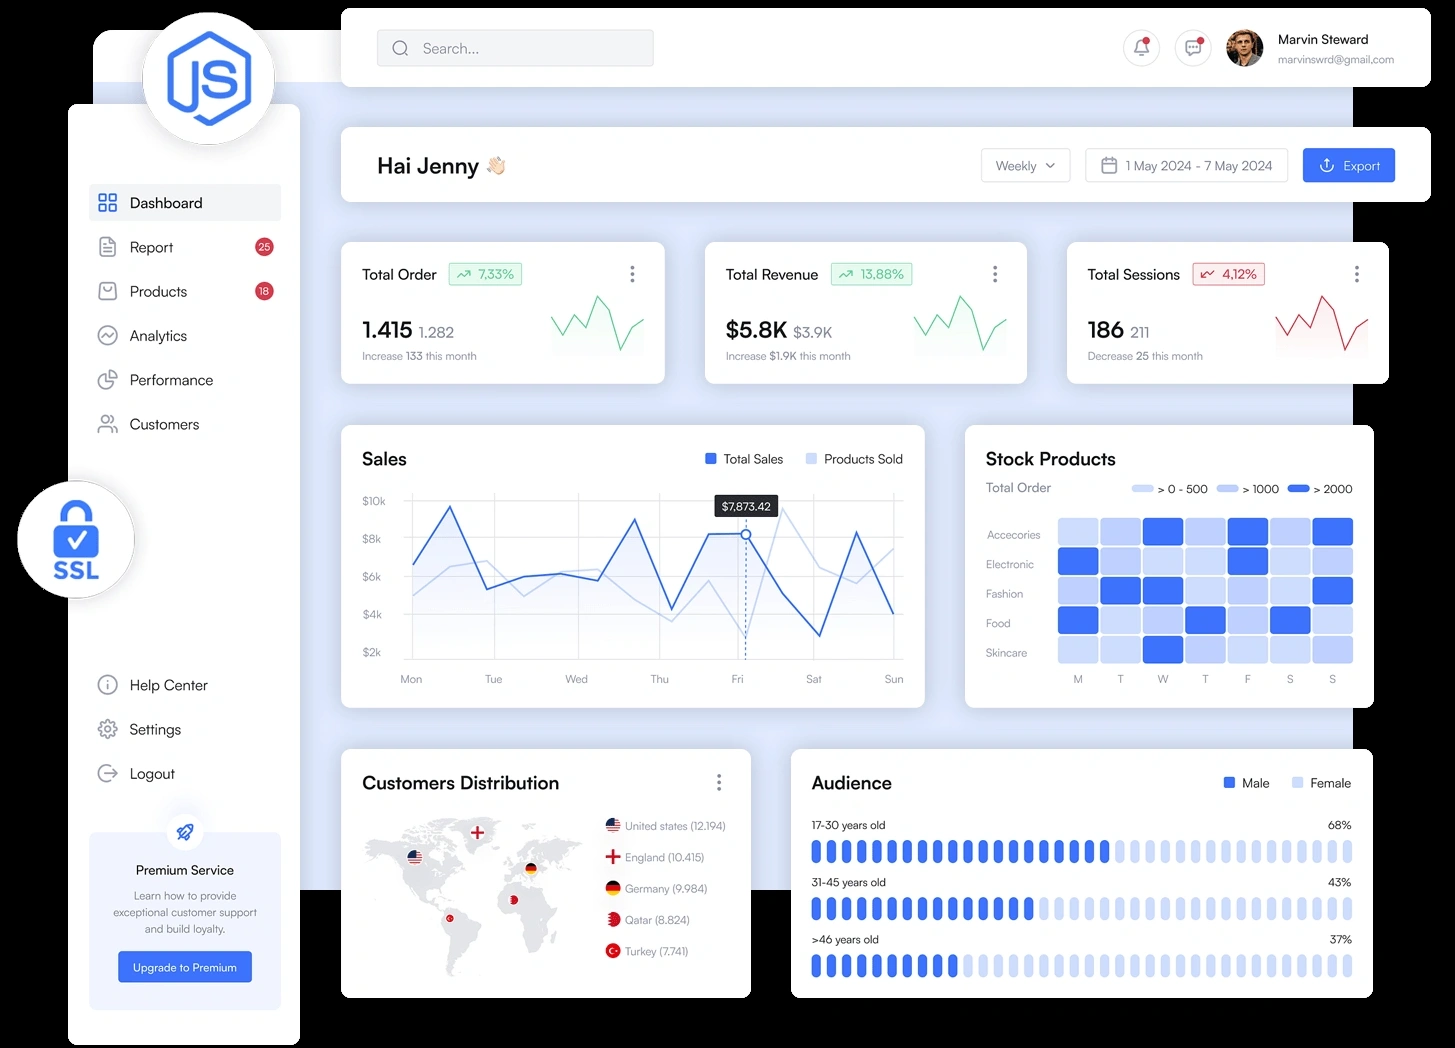 JS
Search...
Marvin Steward
marvinswrd@gmail.com
Hai Jenny 👋🏻
Weekly
1 May 2024 - 7 May 2024
Export
Dashboard
Report
25
Products
18
Analytics
Performance
Customers
SSL
Help Center
Settings
Logout
Premium Service
Learn how to provide
exceptional customer support
and build loyalty.
Upgrade to Premium
Total Order
7,33%
1.415 1.282
Increase 133 this month
Total Revenue
13,88%
$5.8K $3.9K
Increase $1.9K this month
Total Sessions
4,12%
186 211
Decrease 25 this month
Sales
Total Sales
Products Sold
$7,873.42
$10k
$8k
$6k
$4k
$2k
Mon Tue Wed Thu Fri Sat Sun
Stock Products
Total Order
> 0 - 500
> 1000
> 2000
Accecories
Electronic
Fashion
Food
Skincare
M T W T F S S
Customers Distribution
United states (12.194)
England (10.415)
Germany (9.984)
Qatar (8.824)
Turkey (7.741)
Audience
Male
Female
17-30 years old
68%
31-45 years old
43%
>46 years old
37%